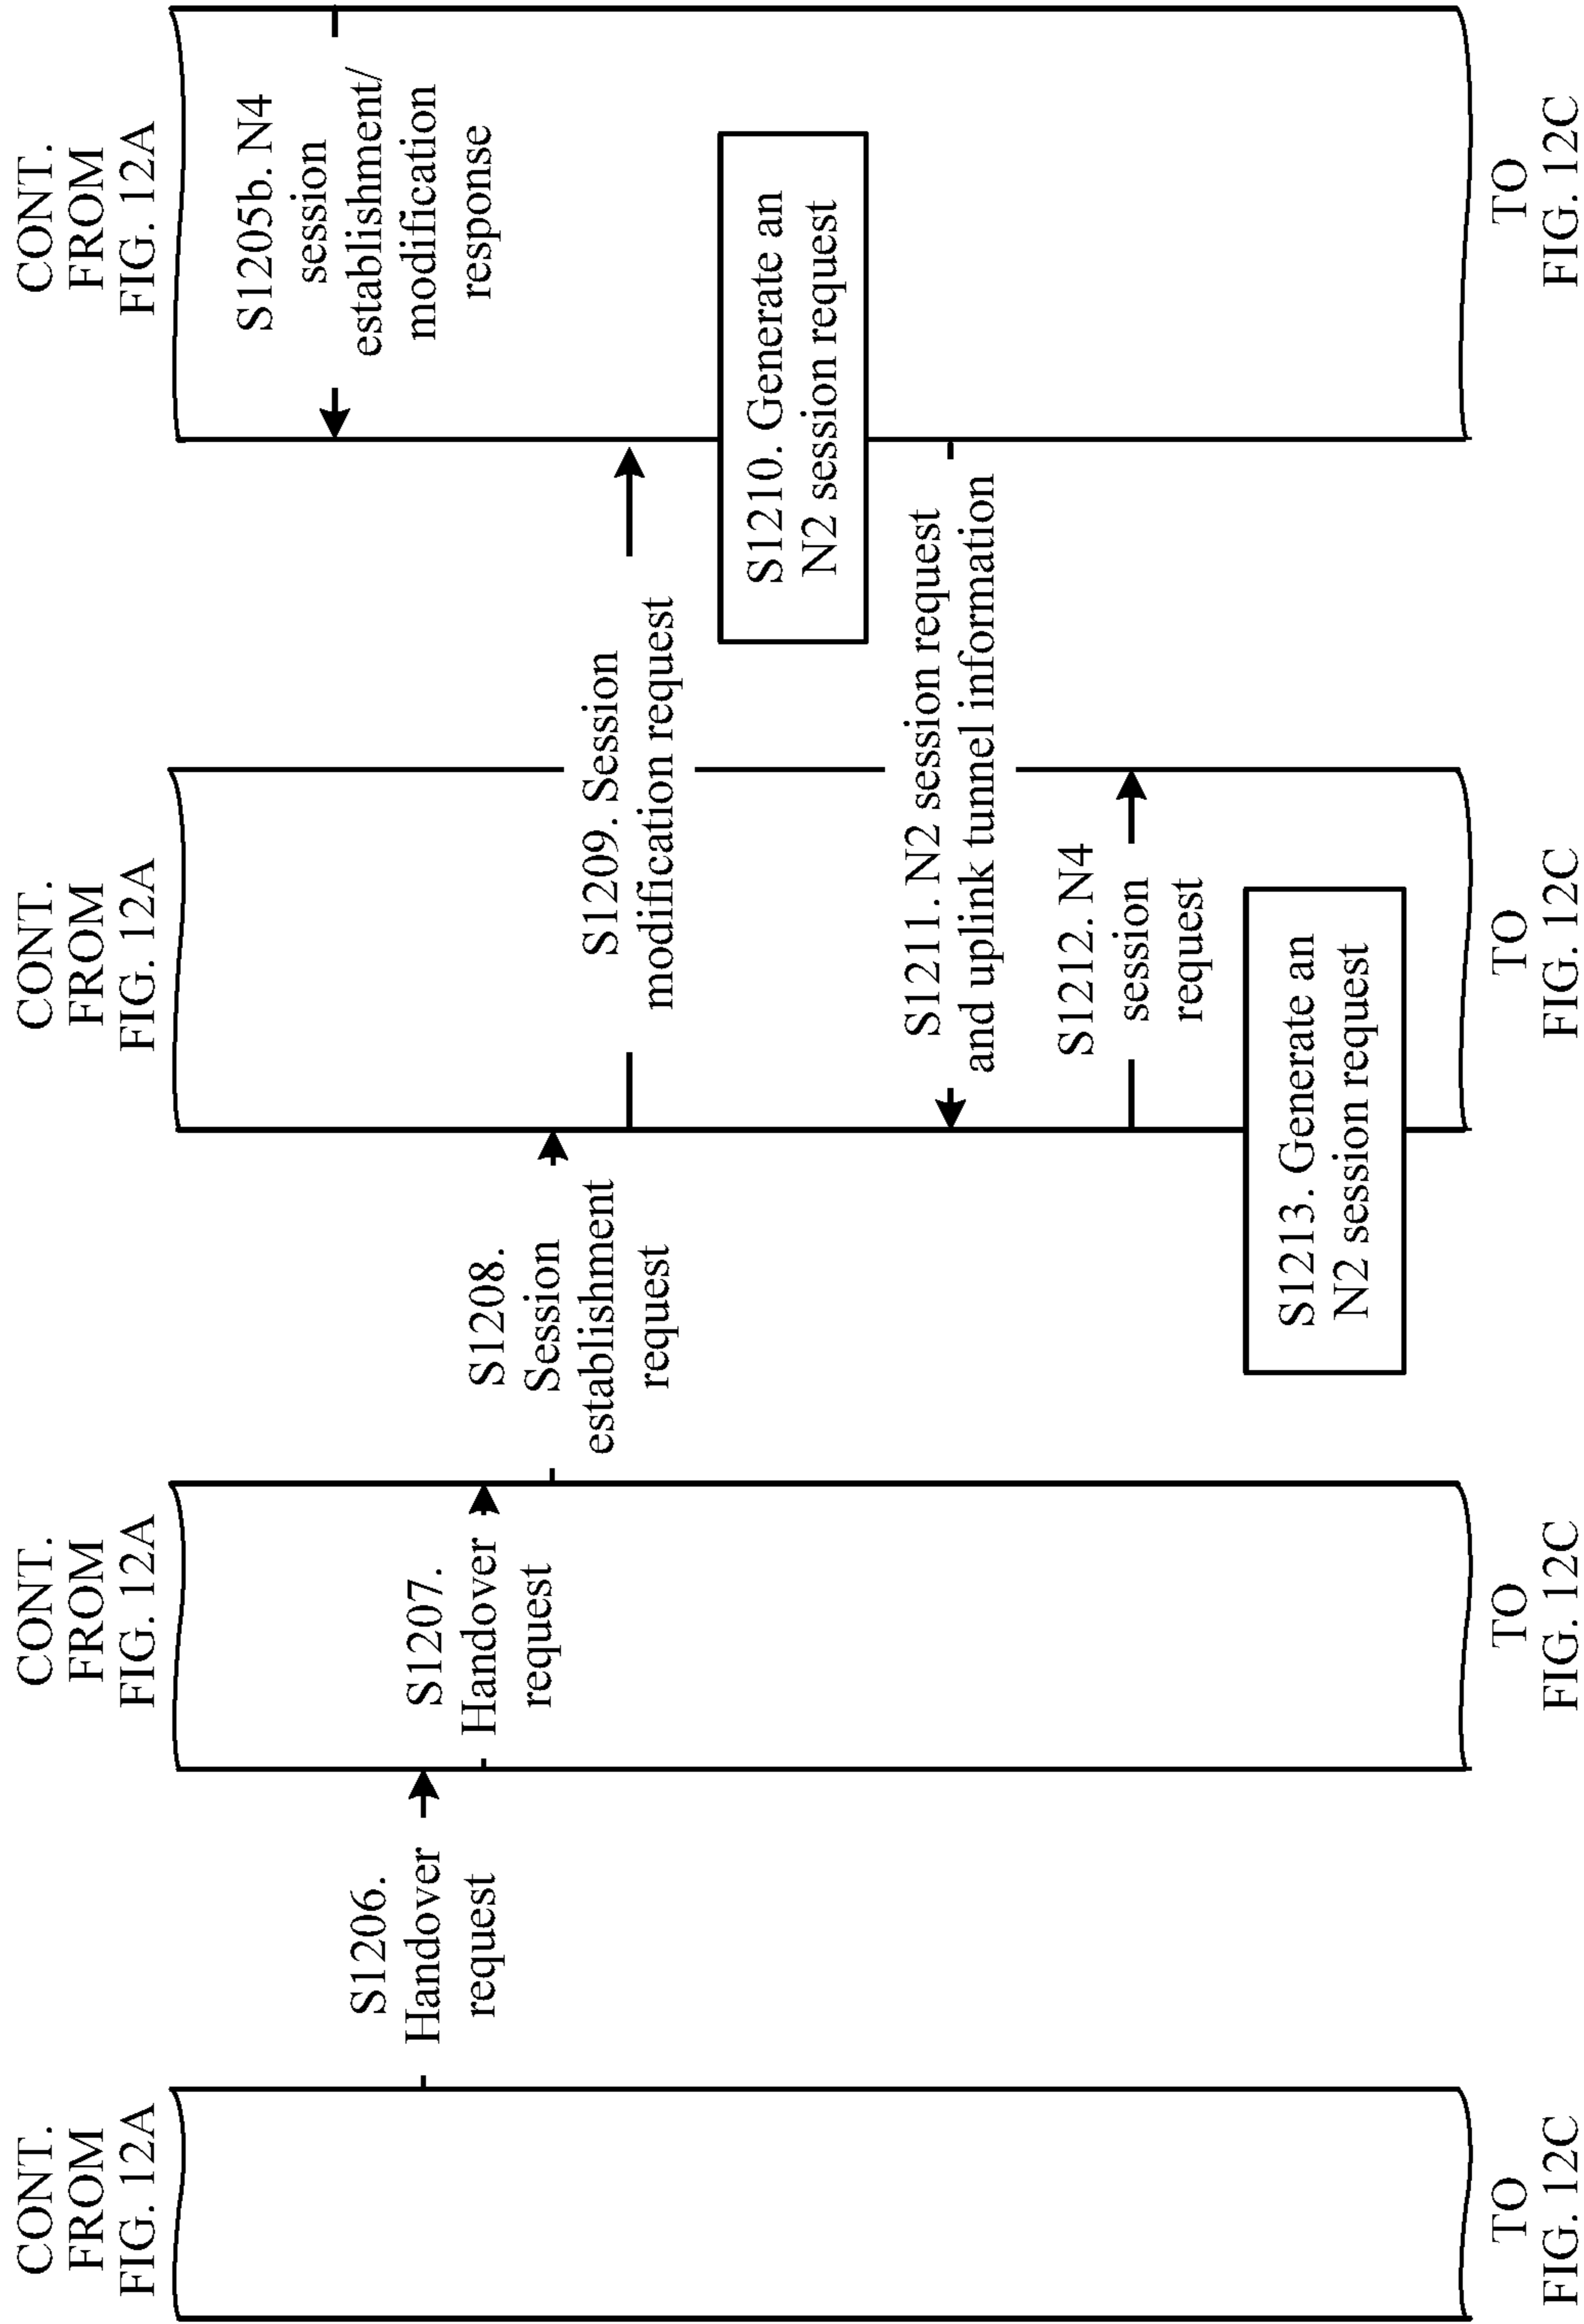 CONT.
FROM
FIG. 12A
CONT.
FROM
FIG. 12A
CONT.
FROM
FIG. 12A
CONT.
FROM
FIG. 12A
S1205b. N4
session
establishment/
modification
response
S1206.
Handover
request
S1207.
Handover
request
S1208.
Session
establishment
request
S1209. Session
modification request
S1210. Generate an
N2 session request
S1211. N2 session request
and uplink tunnel information
S1212. N4
session
request
S1213. Generate an
N2 session request
TO
FIG. 12C
TO
FIG. 12C
TO
FIG. 12C
TO
FIG. 12C